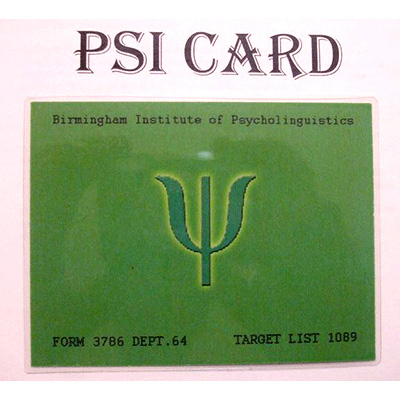 PSI CARD
Birmingham Institute of Psycholinguistics
Ψ
FORM 3786 DEPT.64 TARGET LIST 1089